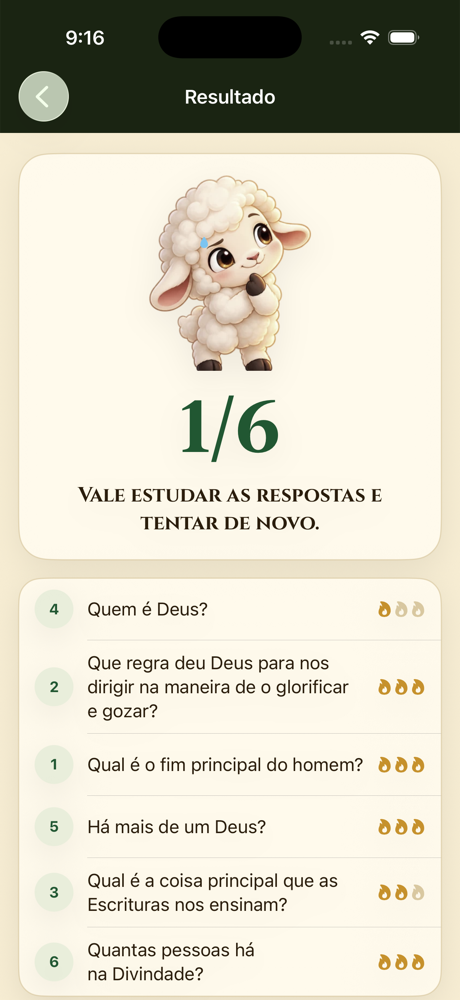 9:16
Resultado
1/6
Vale estudar as respostas e
tentar de novo.
4
Quem é Deus?
2
Que regra deu Deus para nos
dirigir na maneira de o glorificar
e gozar?
1
Qual é o fim principal do homem?
5
Há mais de um Deus?
3
Qual é a coisa principal que as
Escrituras nos ensinam?
6
Quantas pessoas há
na Divindade?